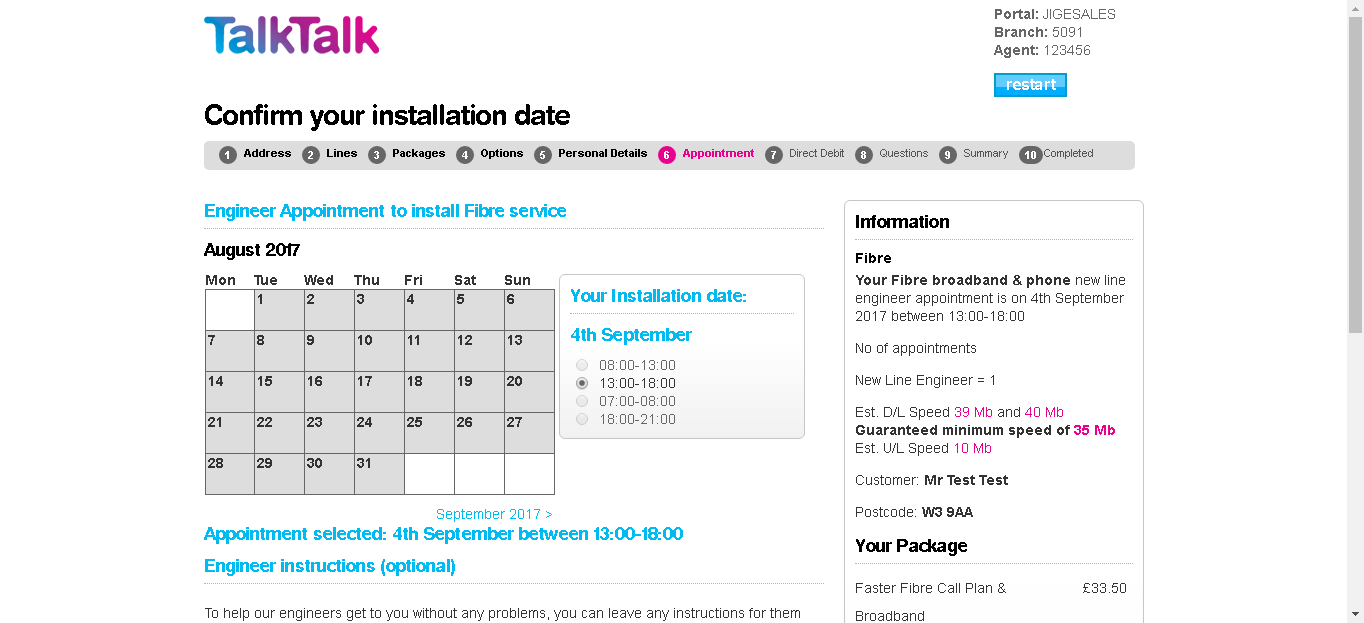 TalkTalk
Portal: JIGESALES
Branch: 5091
Agent: 123456
restart
Confirm your installation date
1 Address 2 Lines 3 Packages 4 Options 5 Personal Details 6 Appointment 7 Direct Debit 8 Questions 9 Summary 10 Completed
Engineer Appointment to install Fibre service
August 2017
Mon Tue Wed Thu Fri Sat Sun
1 2 3 4 5 6
7 8 9 10 11 12 13
14 15 16 17 18 19 20
21 22 23 24 25 26 27
28 29 30 31
September 2017 >
Your Installation date:
4th September
08:00-13:00
13:00-18:00
07:00-08:00
18:00-21:00
Appointment selected: 4th September between 13:00-18:00
Engineer instructions (optional)
To help our engineers get to you without any problems, you can leave any instructions for them
Information
Fibre
Your Fibre broadband & phone new line
engineer appointment is on 4th September
2017 between 13:00-18:00
No of appointments
New Line Engineer = 1
Est. D/L Speed 39 Mb and 40 Mb
Guaranteed minimum speed of 35 Mb
Est. U/L Speed 10 Mb
Customer: Mr Test Test
Postcode: W3 9AA
Your Package
Faster Fibre Call Plan & £33.50
Broadband